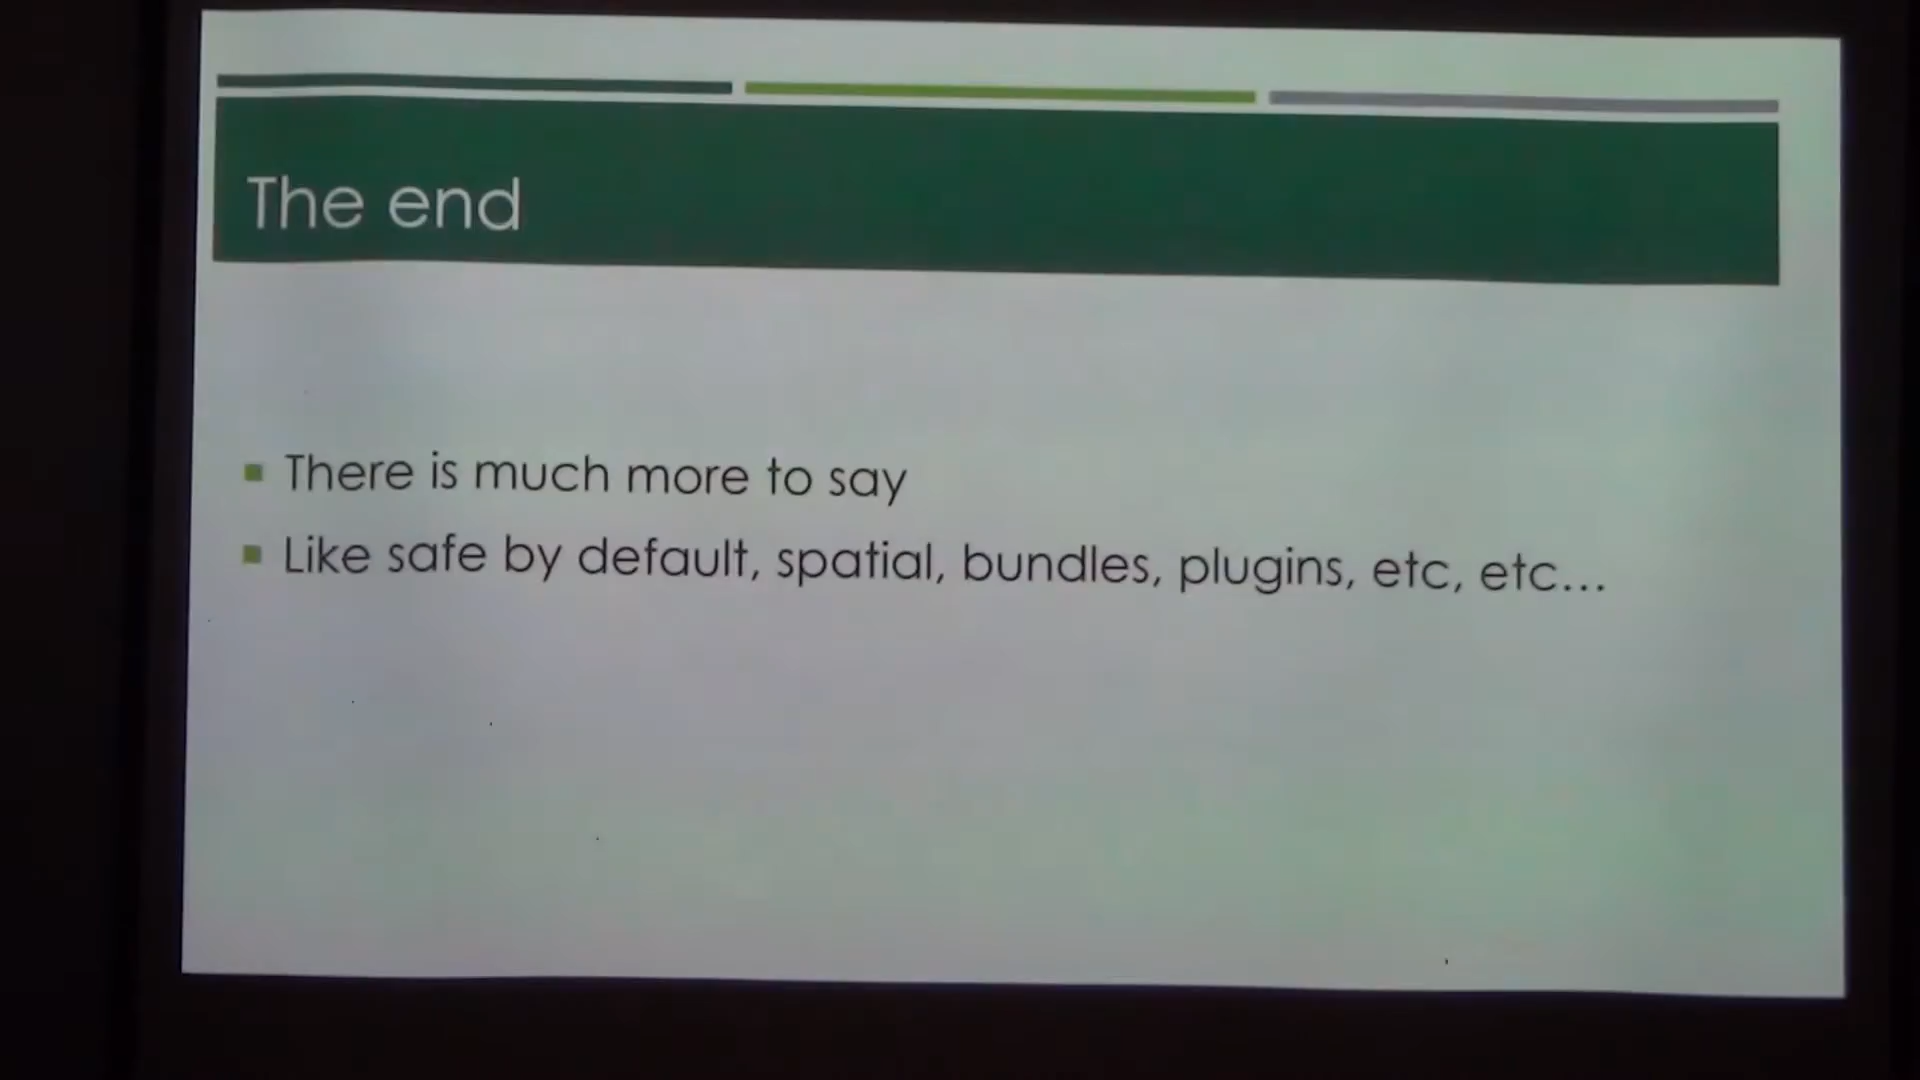 The end
There is much more to say
Like safe by default, spatial, bundles, plugins, etc, etc...